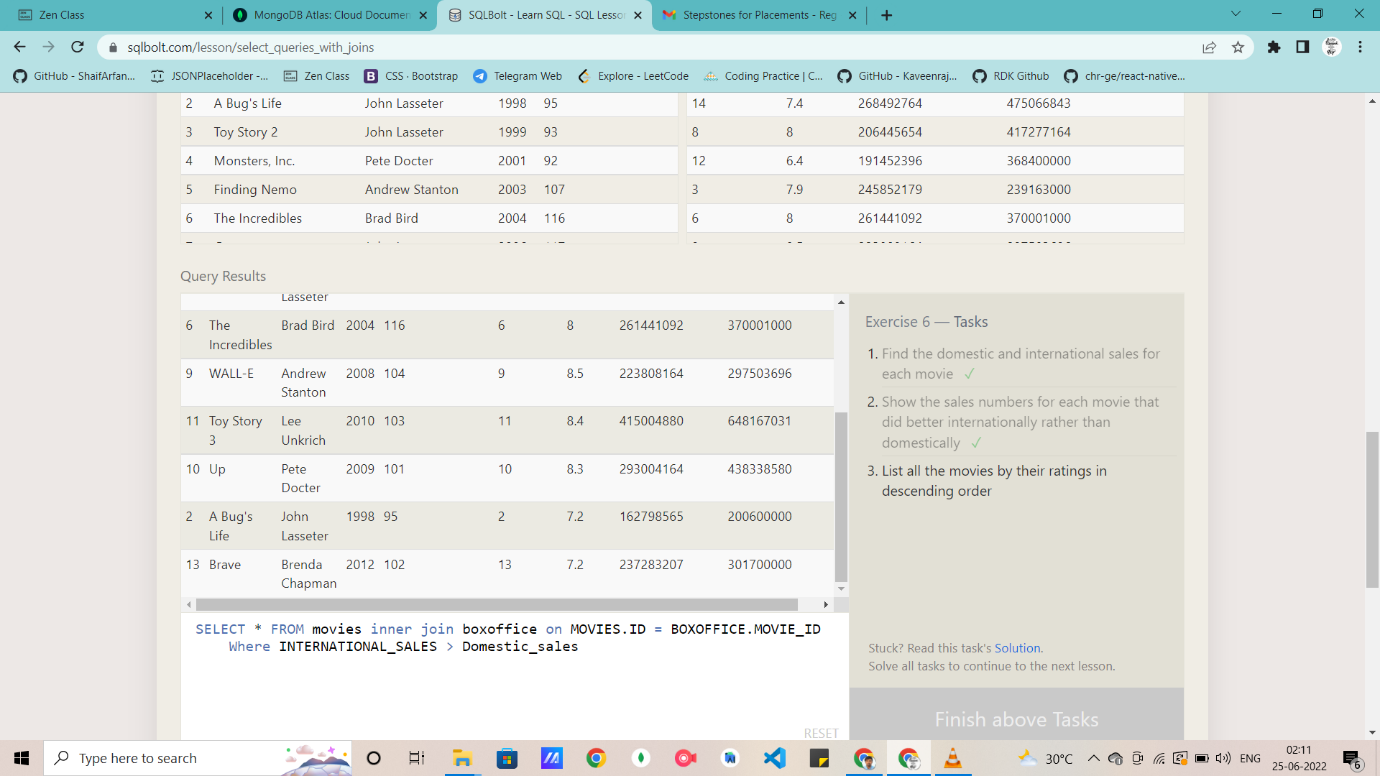 Zen Class
MongoDB Atlas: Cloud Documen
SQLBolt - Learn SQL - SQL Lesso
Stepstones for Placements - Reg
sqlbolt.com/lesson/select_queries_with_joins
GitHub - ShaifArfan... JSONPlaceholder -... Zen Class CSS · Bootstrap Telegram Web Explore - LeetCode Coding Practice | C... GitHub - Kaveenraj... RDK Github chr-ge/react-native...
2 A Bug's Life John Lasseter 1998 95 14 7.4 268492764 475066843
3 Toy Story 2 John Lasseter 1999 93 8 8 206445654 417277164
4 Monsters, Inc. Pete Docter 2001 92 12 6.4 191452396 368400000
5 Finding Nemo Andrew Stanton 2003 107 3 7.9 245852179 239163000
6 The Incredibles Brad Bird 2004 116 6 8 261441092 370001000
Query Results
Lasseter
6 The Incredibles Brad Bird 2004 116 6 8 261441092 370001000
9 WALL-E Andrew Stanton 2008 104 9 8.5 223808164 297503696
11 Toy Story 3 Lee Unkrich 2010 103 11 8.4 415004880 648167031
10 Up Pete Docter 2009 101 10 8.3 293004164 438338580
2 A Bug's Life John Lasseter 1998 95 2 7.2 162798565 200600000
13 Brave Brenda Chapman 2012 102 13 7.2 237283207 301700000
SELECT * FROM movies inner join boxoffice on MOVIES.ID = BOXOFFICE.MOVIE_ID
Where INTERNATIONAL_SALES > Domestic_sales
RESET
Exercise 6 — Tasks
1. Find the domestic and international sales for
each movie ✓
2. Show the sales numbers for each movie that
did better internationally rather than
domestically ✓
3. List all the movies by their ratings in
descending order
Stuck? Read this task's Solution.
Solve all tasks to continue to the next lesson.
Finish above Tasks
Type here to search
30°C
ENG
02:11
25-06-2022
6